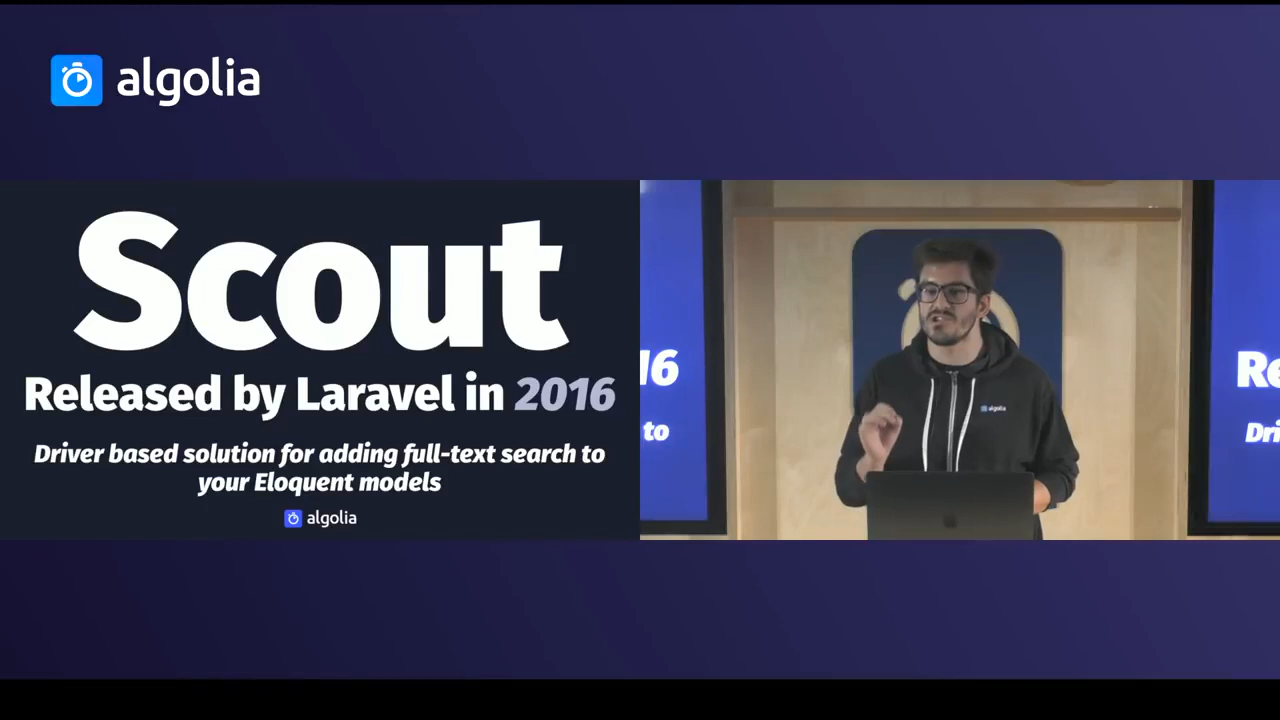 algolia
Scout
Released by Laravel in 2016
Driver based solution for adding full-text search to
your Eloquent models
algolia
16
to
Re
Dri
algolia